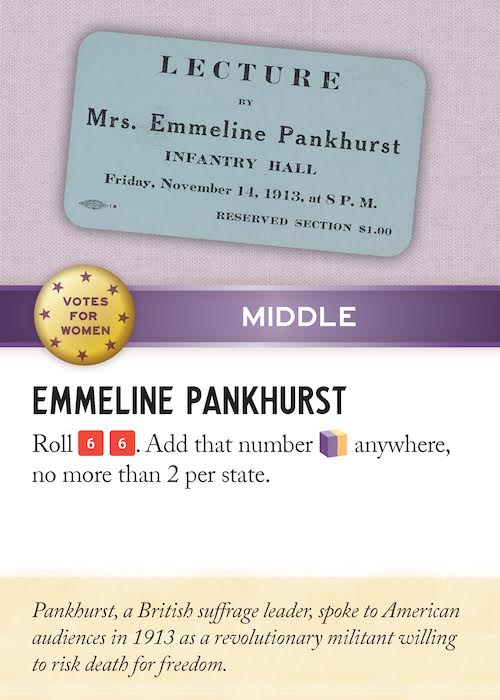 LECTURE
BY
Mrs. Emmeline Pankhurst
INFANTRY HALL
Friday, November 14, 1913, at 8 P. M.
RESERVED SECTION $1.00
VOTES
FOR
WOMEN
MIDDLE
EMMELINE PANKHURST
Roll 6 6. Add that number anywhere,
no more than 2 per state.
Pankhurst, a British suffrage leader, spoke to American
audiences in 1913 as a revolutionary militant willing
to risk death for freedom.